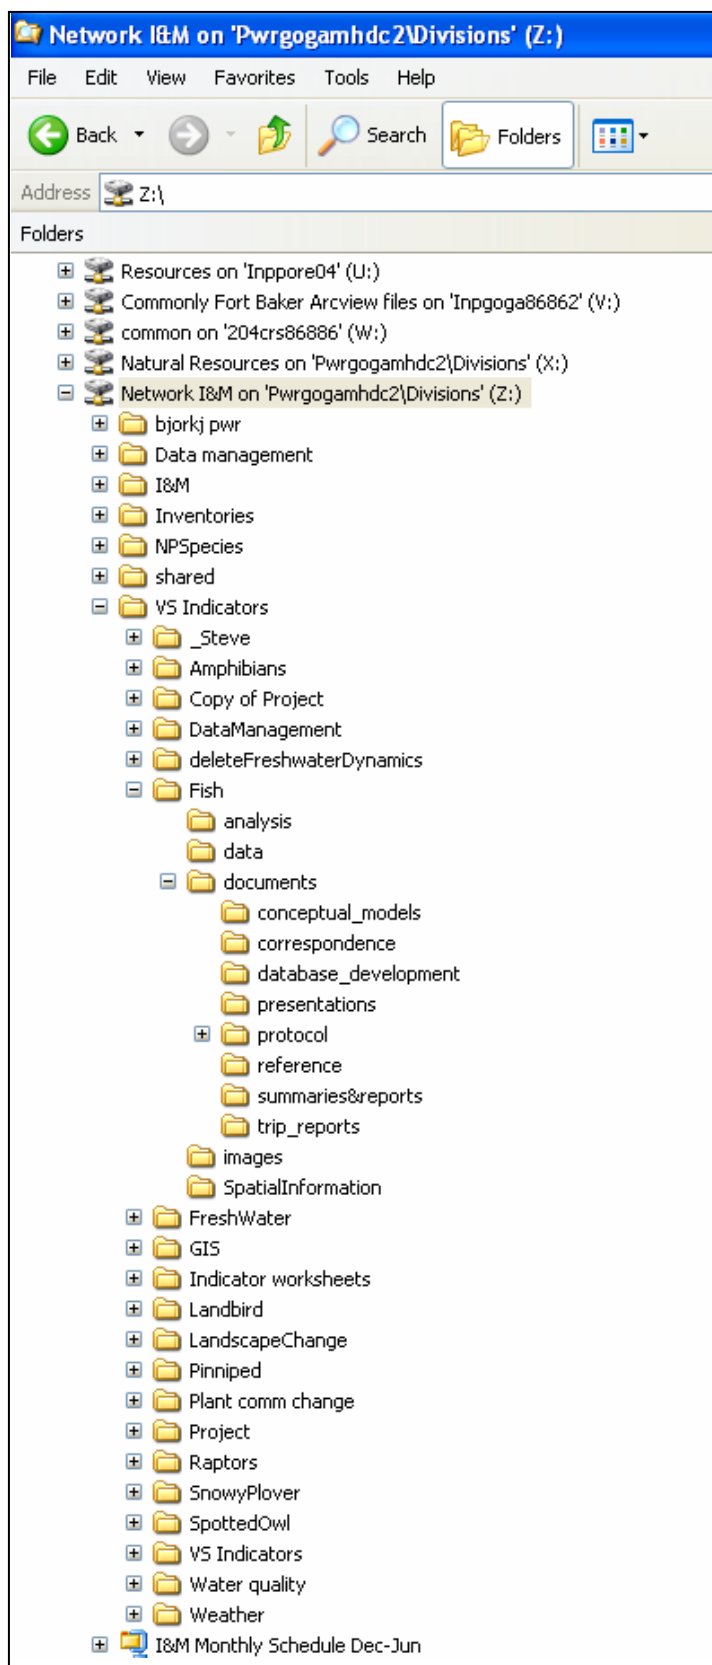 Network I&M on 'Pwrgogamhdc2\Divisions' (Z:)
File Edit View Favorites Tools Help
Back Search Folders
Address Z:\
Folders
Resources on 'Inppore04' (U:)
Commonly Fort Baker Arcview files on 'Inpgoga86862' (V:)
common on '204crs86886' (W:)
Natural Resources on 'Pwrgogamhdc2\Divisions' (X:)
Network I&M on 'Pwrgogamhdc2\Divisions' (Z:)
bjorkj pwr
Data management
I&M
Inventories
NPSpecies
shared
VS Indicators
_Steve
Amphibians
Copy of Project
DataManagement
deleteFreshwaterDynamics
Fish
analysis
data
documents
conceptual_models
correspondence
database_development
presentations
protocol
reference
summaries&reports
trip_reports
images
SpatialInformation
FreshWater
GIS
Indicator worksheets
Landbird
LandscapeChange
Pinniped
Plant comm change
Project
Raptors
SnowyPlover
SpottedOwl
VS Indicators
Water quality
Weather
I&M Monthly Schedule Dec-Jun